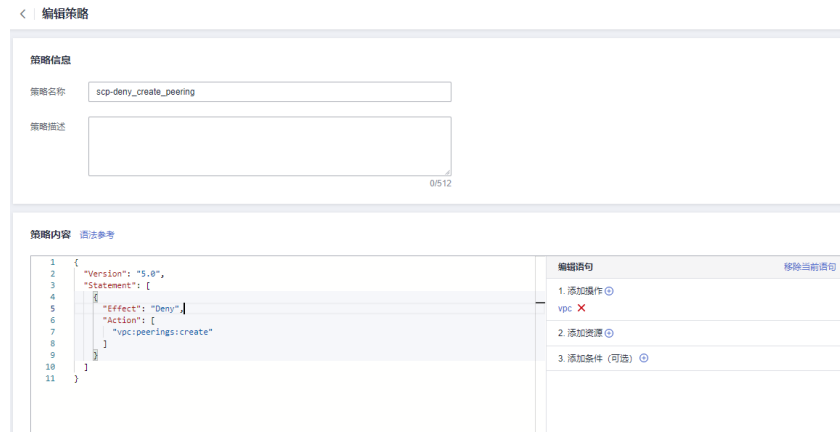 编辑策略
策略信息
策略名称 scp-deny_create_peering
策略描述
0/512
策略内容 语法参考
1 {
2 "Version": "5.0",
3 "Statement": [
4 {
5 "Effect": "Deny",
6 "Action": [
7 "vpc:peerings:create"
8 ]
9 }
10 ]
11 }
编辑语句 移除当前语句
1. 添加操作
vpc
2. 添加资源
3. 添加条件（可选）